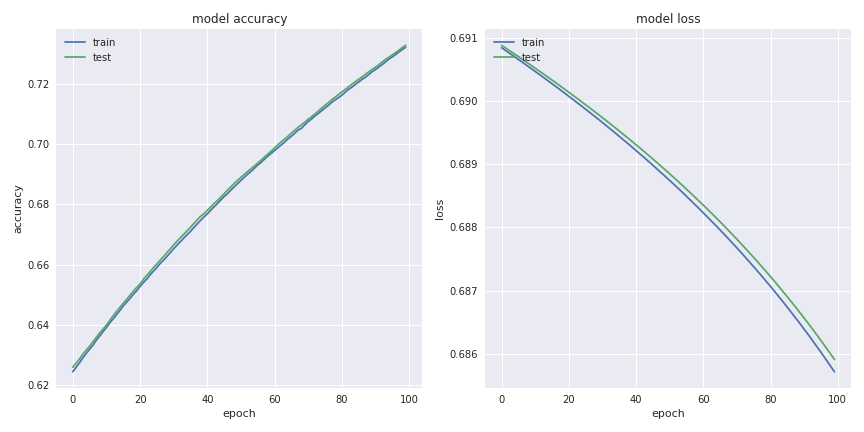 model accuracy
train
test
0.72
0.70
0.68
0.66
0.64
0.62
accuracy
0 20 40 60 80 100
epoch
model loss
train
test
0.691
0.690
0.689
0.688
0.687
0.686
loss
0 20 40 60 80 100
epoch